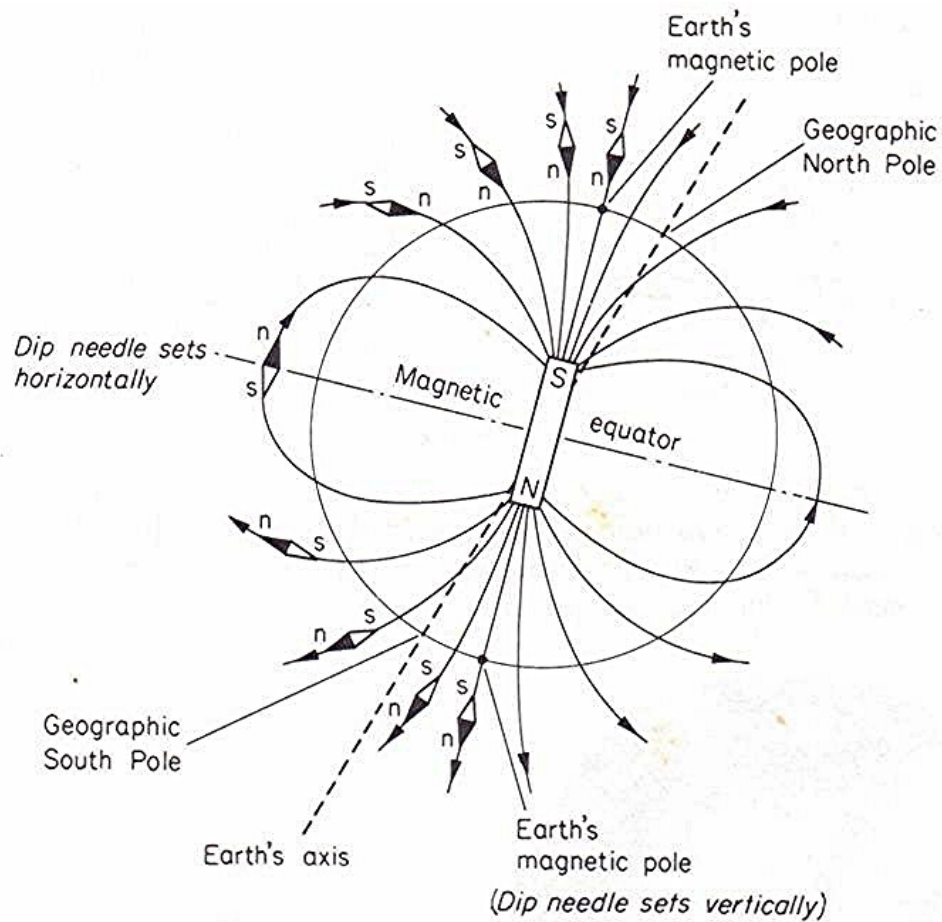 Earth's
magnetic pole
Geographic
North Pole
s
s
n
n
s
n
s
n
n
s
Dip needle sets
horizontally
Magnetic
equator
S
N
n
s
s
n
s
n
s
n
Geographic
South Pole
Earth's axis
Earth's
magnetic pole
(Dip needle sets vertically)